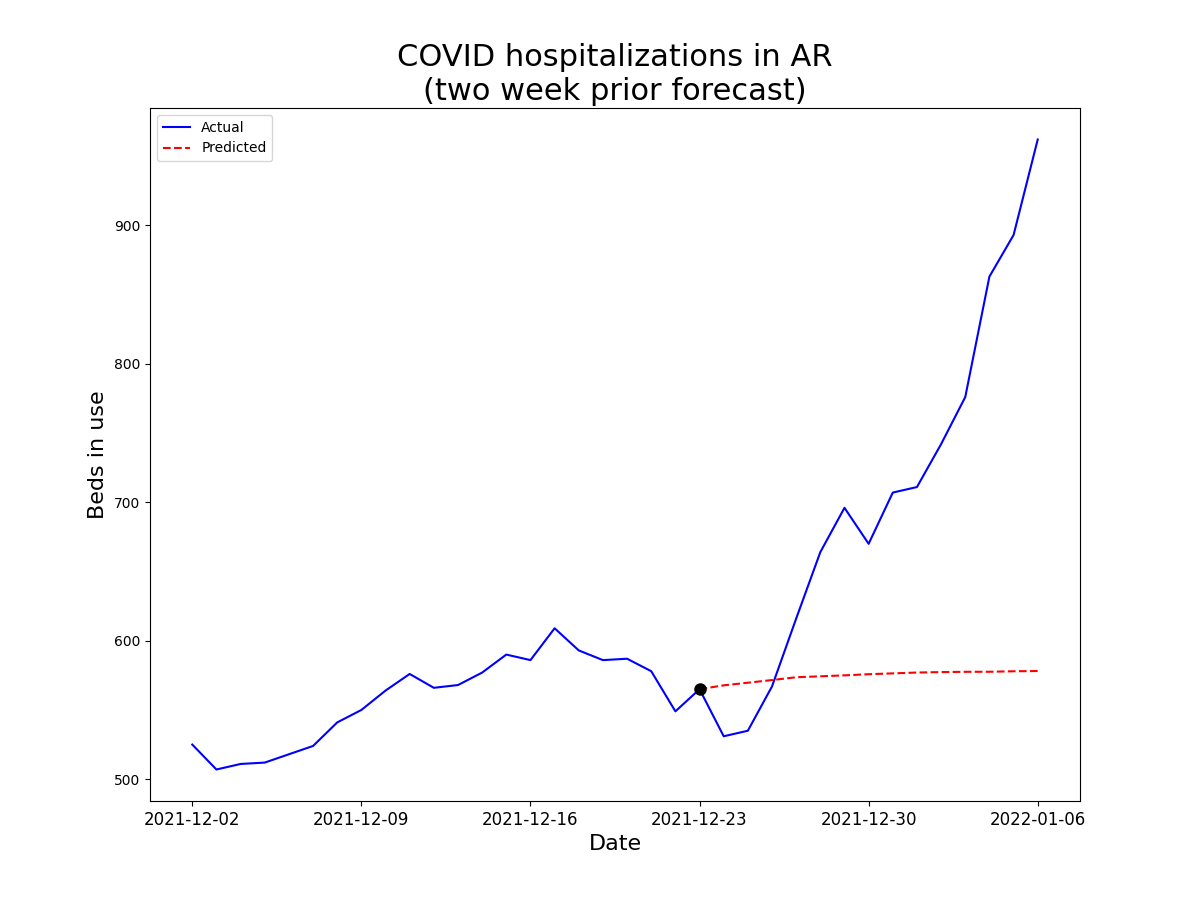 COVID hospitalizations in AR
(two week prior forecast)
Actual
Predicted
900
800
700
600
500
Beds in use
2021-12-02 2021-12-09 2021-12-16 2021-12-23 2021-12-30 2022-01-06
Date